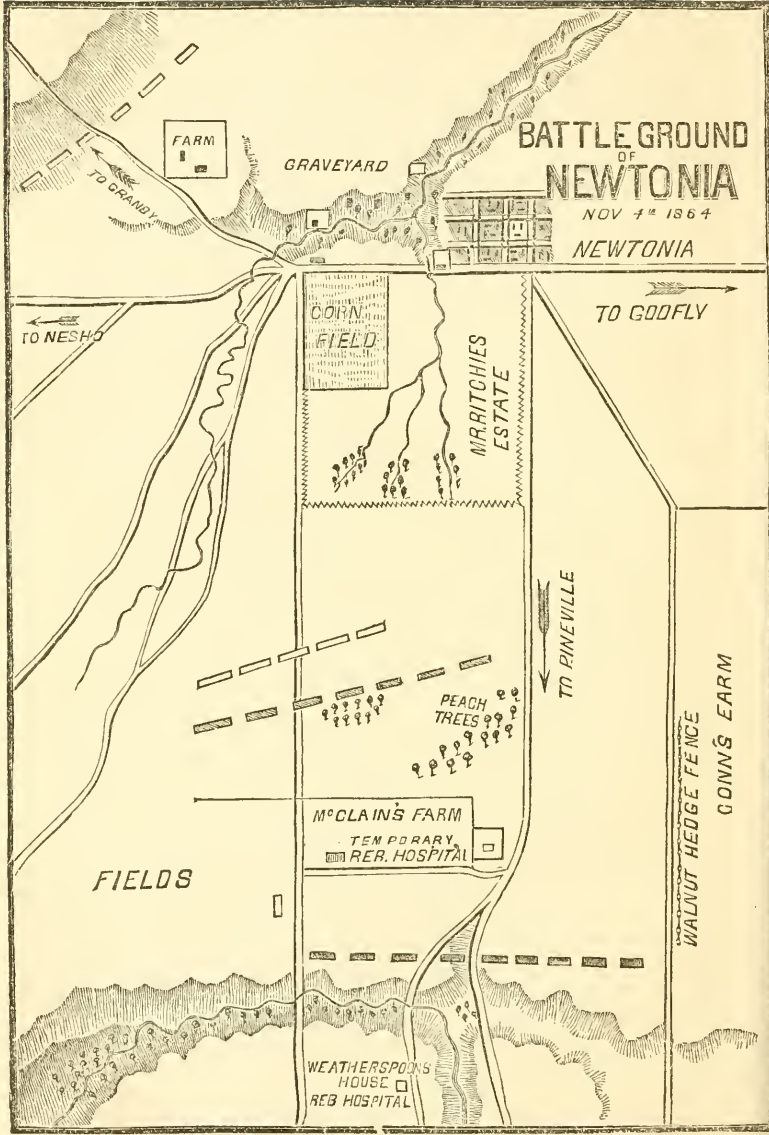 FARM
GRAVEYARD
TO GRANBY
BATTLE GROUND
OF
NEWTONIA
NOV 4TH 1864
NEWTONIA
TO NESHO
TO GODFLY
CORN
FIELD
MR. RITCHIES
ESTATE
TO PINEVILLE
PEACH
TREES
WALNUT HEDGE FENCE
CONN'S FARM
McCLAIN'S FARM
TEMPORARY
REB. HOSPITAL
FIELDS
WEATHERSPOONS
HOUSE
REB HOSPITAL